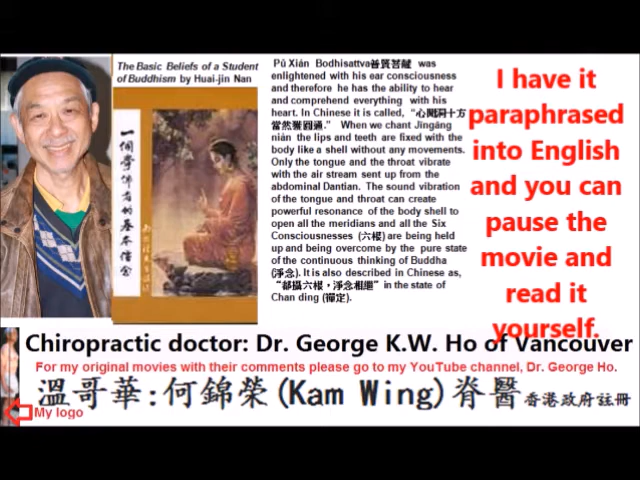 The Basic Beliefs of a Student
of Buddhism by Huai-jin Nan
一個學佛者的基本信念
Pǔ Xián Bodhisattva普賢菩薩 was
enlightened with his ear consciousness
and therefore he has the ability to hear
and comprehend everything with his
heart. In Chinese it is called, “心聞洞十方
當然獲圓通.” When we chant Jīngāng
niàn the lips and teeth are fixed with the
body like a shell without any movements.
Only the tongue and the throat vibrate
with the air stream sent up from the
abdominal Dantian. The sound vibration
of the tongue and throat can create
powerful resonance of the body shell to
open all the meridians and all the Six
Consciousnesses (六根) are being held
up and being overcome by the pure state
of the continuous thinking of Buddha
(淨念). It is also described in Chinese as,
“都攝六根，淨念相繼” in the state of
Chan ding (禪定).
I have it
paraphrased
into English
and you can
pause the
movie and
read it
yourself.
Chiropractic doctor: Dr. George K.W. Ho of Vancouver
For my original movies with their comments please go to my YouTube channel, Dr. George Ho.
溫哥華:何錦榮(Kam Wing)脊醫香港政府註冊
My logo